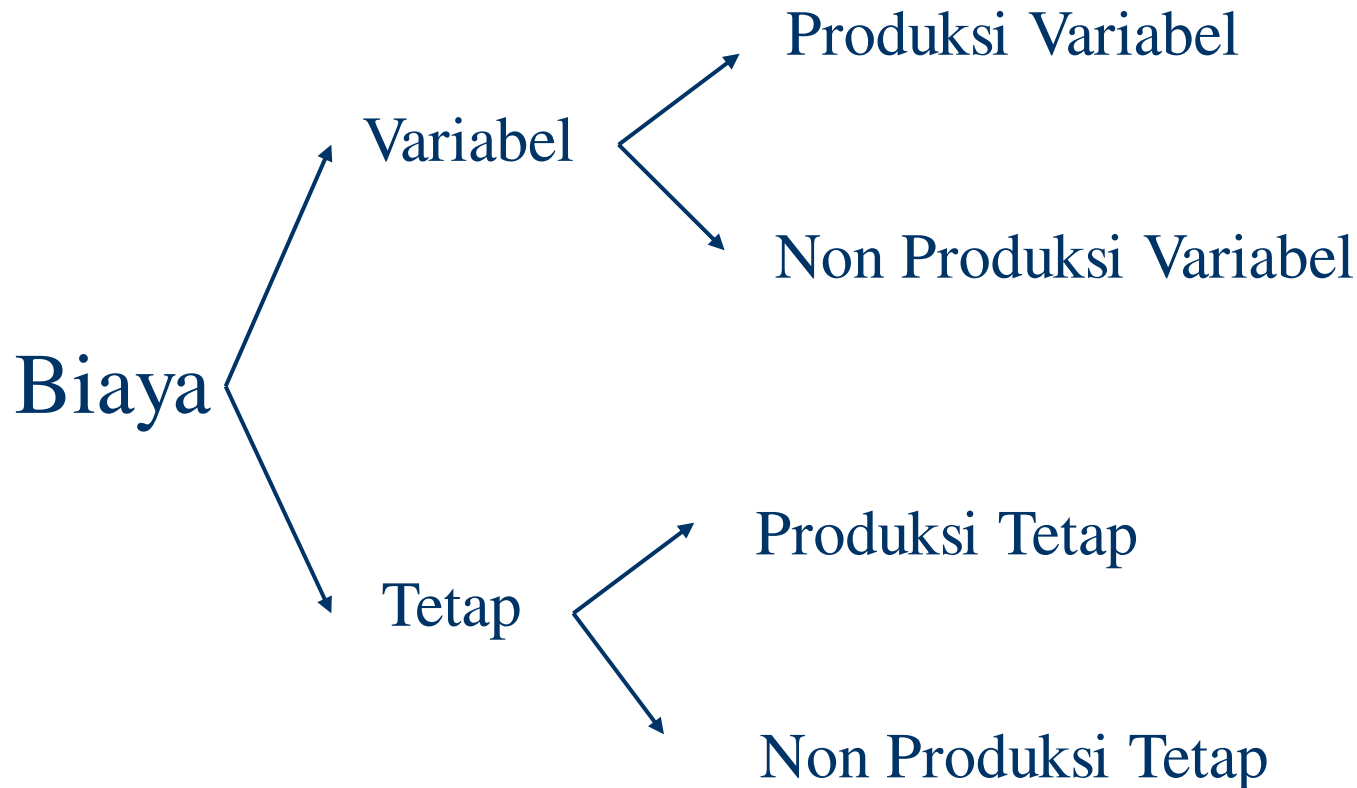 Produksi Variabel
Variabel
Non Produksi Variabel
Biaya
Produksi Tetap
Tetap
Non Produksi Tetap